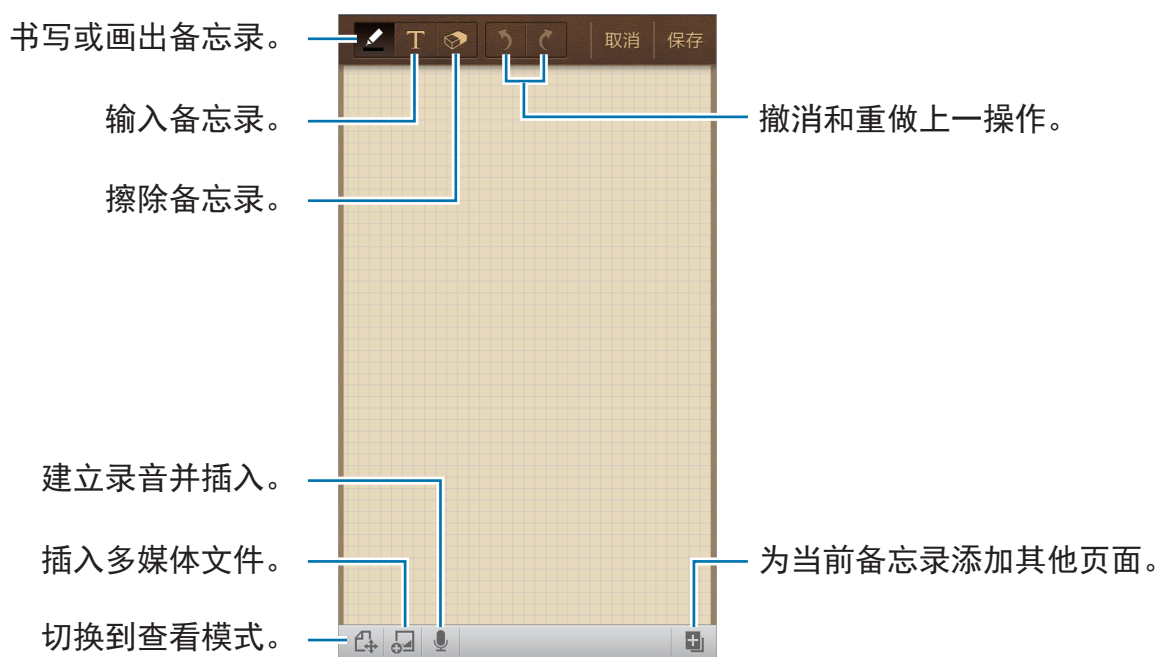 书写或画出备忘录。
T
取消
保存
输入备忘录。
撤消和重做上一操作。
擦除备忘录。
建立录音并插入。
插入多媒体文件。
为当前备忘录添加其他页面。
切换到查看模式。